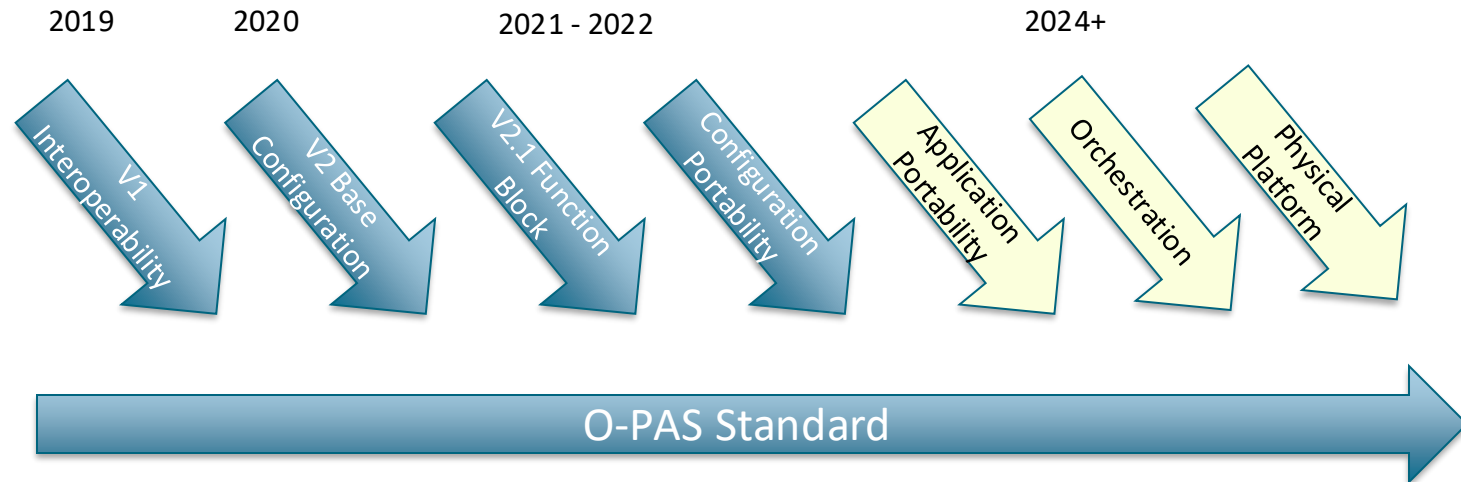 2019
2020
2021 - 2022
2024+
V1
Interoperability
V2 Base
Configuration
V2.1 Function
Block
Configuration
Portability
Application
Portability
Orchestration
Physical
Platform
O-PAS Standard